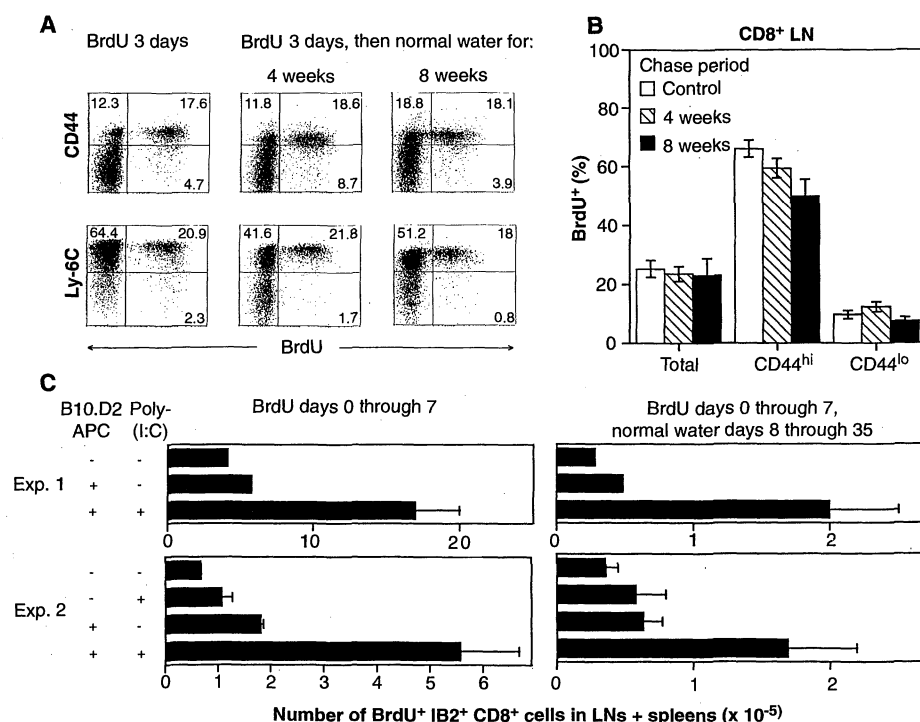 A
BrdU 3 days
BrdU 3 days, then normal water for:
4 weeks
8 weeks
CD44
12.3 17.6
4.7
11.8 18.6
8.7
18.8 18.1
3.9
Ly-6C
64.4 20.9
2.3
41.6 21.8
1.7
51.2 18
0.8
BrdU
B
CD8⁺ LN
Chase period
Control
4 weeks
8 weeks
BrdU⁺ (%)
100
80
60
40
20
0
Total CD44ʰⁱ CD44ˡᵒ
C
B10.D2 Poly-
APC (I:C)
BrdU days 0 through 7
BrdU days 0 through 7,
normal water days 8 through 35
Exp. 1
- -
+ -
+ +
0 10 20
0 1 2
Exp. 2
- -
- +
+ -
+ +
0 1 2 3 4 5 6
0 1 2
Number of BrdU⁺ IB2⁺ CD8⁺ cells in LNs + spleens (x 10⁻⁵)